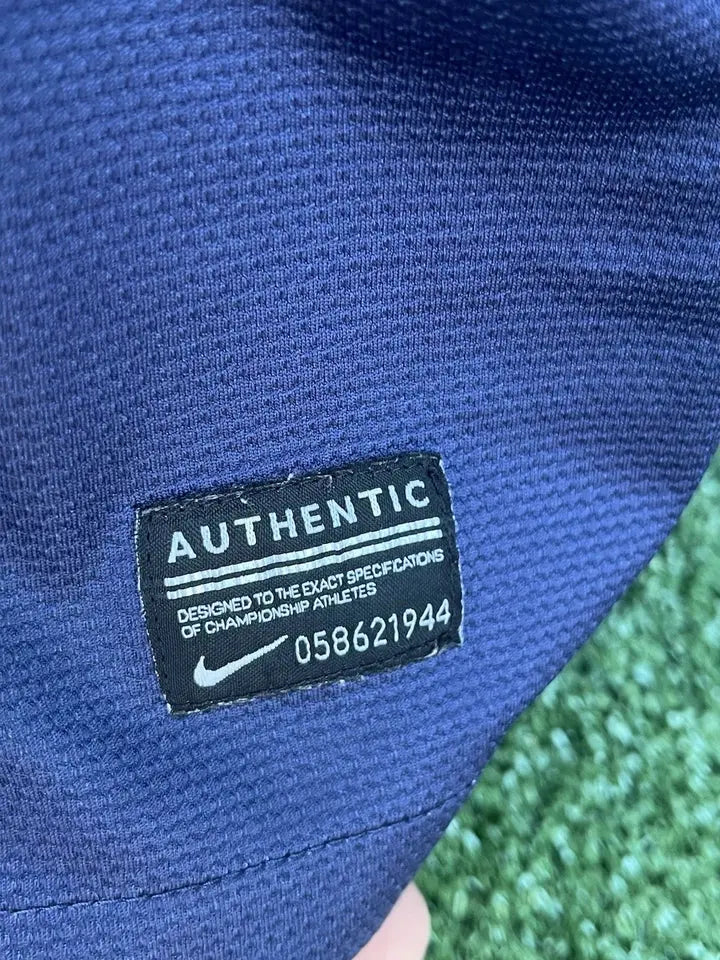 AUTHENTIC
DESIGNED TO THE EXACT SPECIFICATIONS
OF CHAMPIONSHIP ATHLETES
058621944